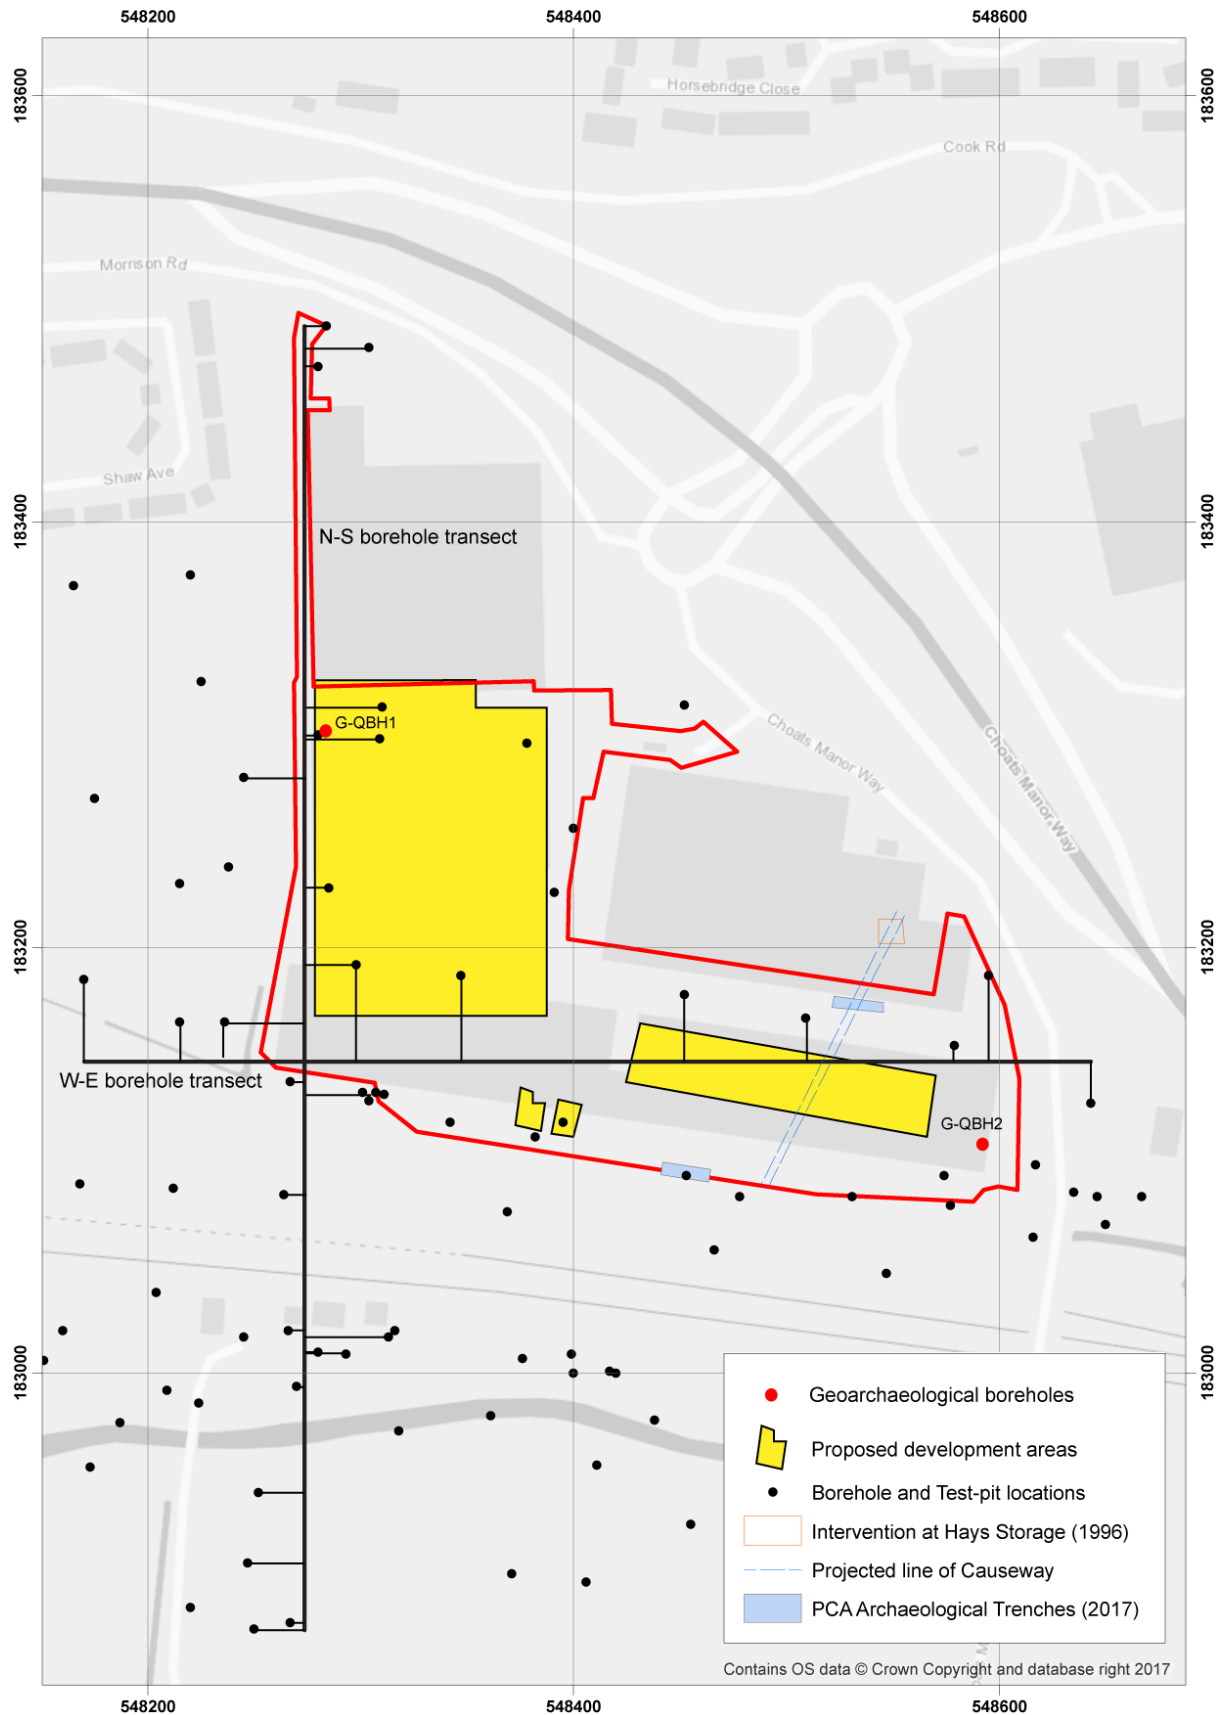 548200
548400
548600
183600
183600
Horsebridge Close
Cook Rd
Morrison Rd
Shaw Ave
183400
183400
N-S borehole transect
G-QBH1
Choats Manor Way
Choats Manor Way
183200
183200
W-E borehole transect
G-QBH2
183000
183000
Geoarchaeological boreholes
Proposed development areas
Borehole and Test-pit locations
Intervention at Hays Storage (1996)
Projected line of Causeway
PCA Archaeological Trenches (2017)
Contains OS data © Crown Copyright and database right 2017
548200
548400
548600